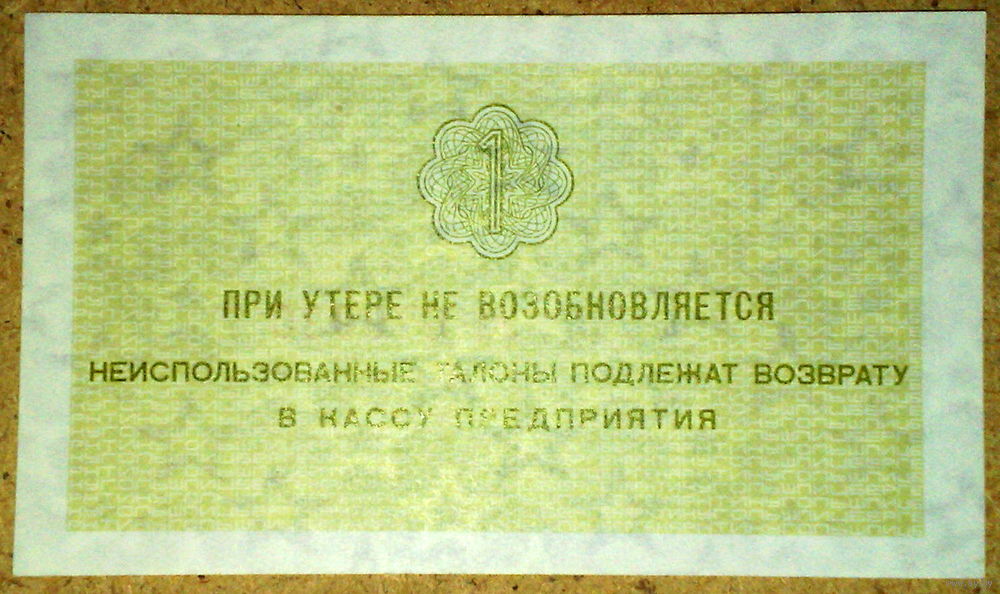 1
ПРИ УТЕРЕ НЕ ВОЗОБНОВЛЯЕТСЯ
НЕИСПОЛЬЗОВАННЫЕ ТАЛОНЫ ПОДЛЕЖАТ ВОЗВРАТУ
В КАССУ ПРЕДПРИЯТИЯ